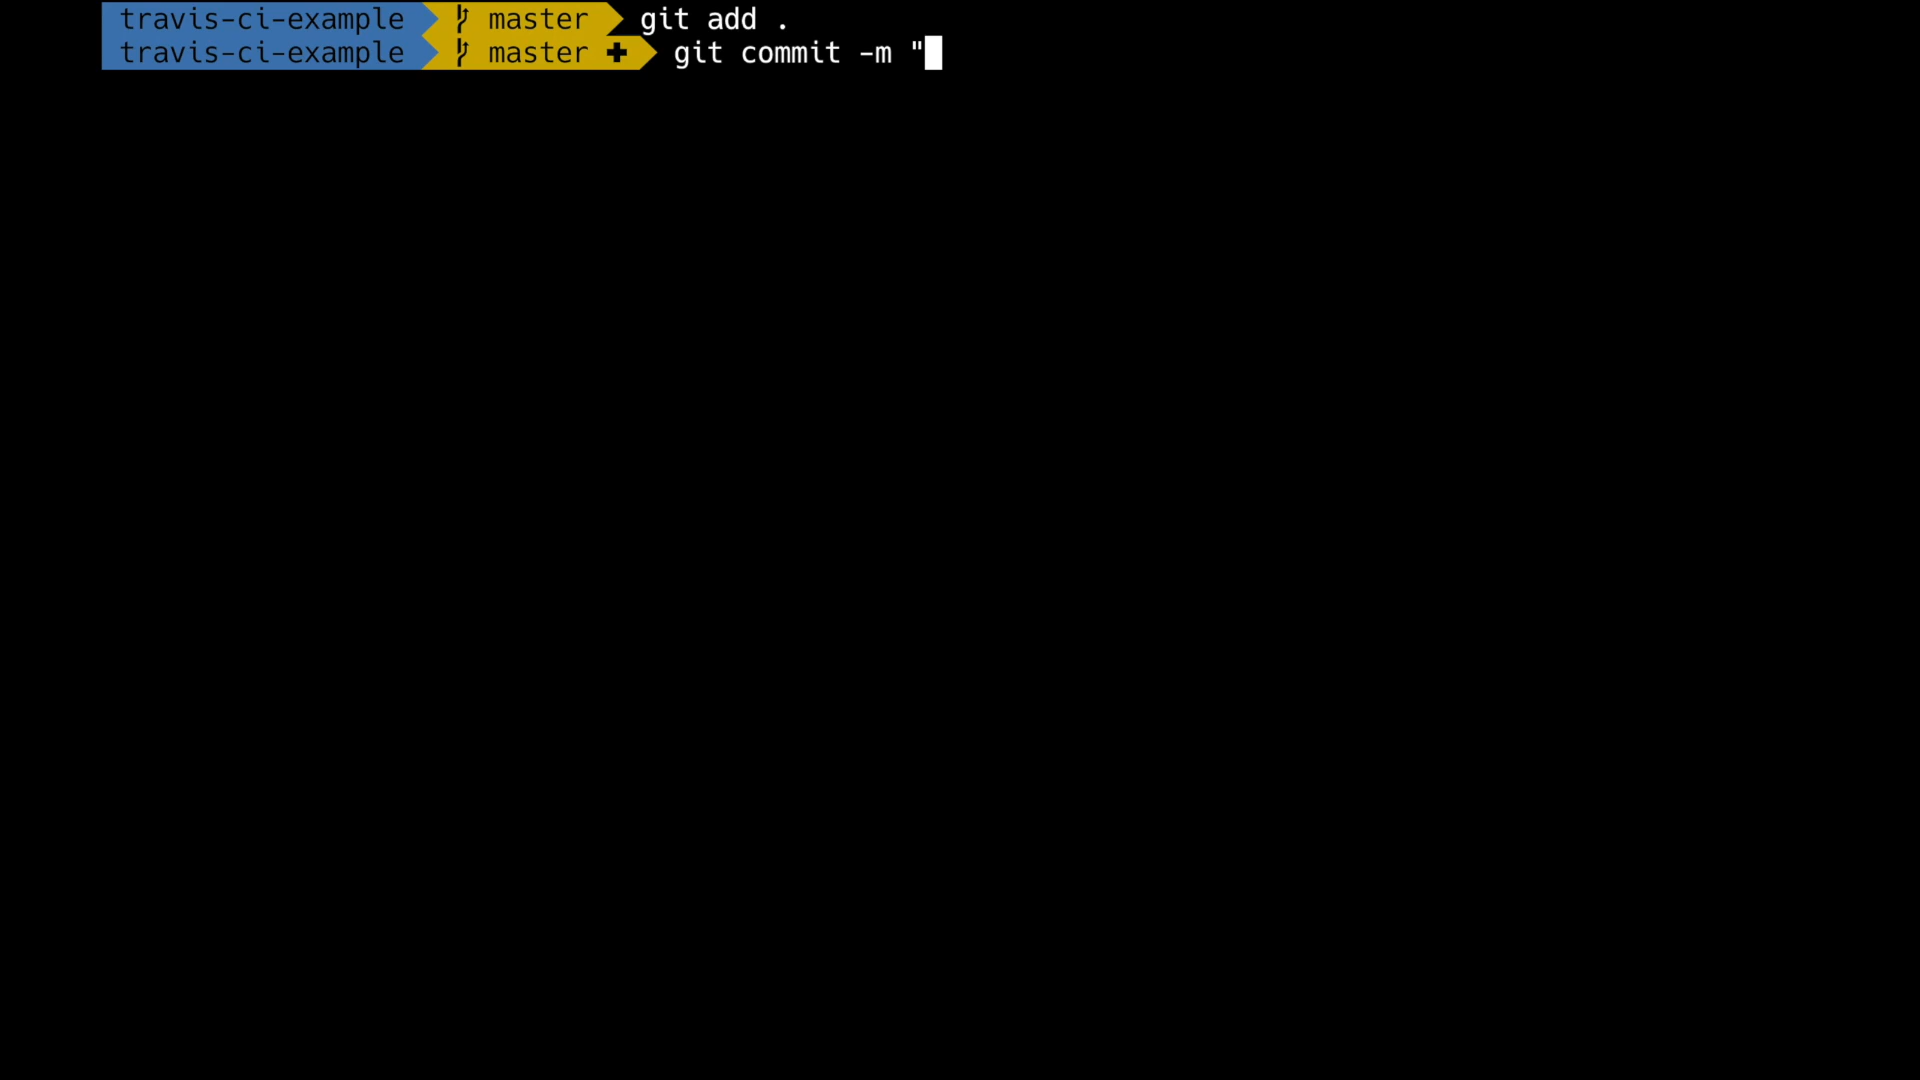 travis-ci-example master git add .
travis-ci-example master ✚ git commit -m "